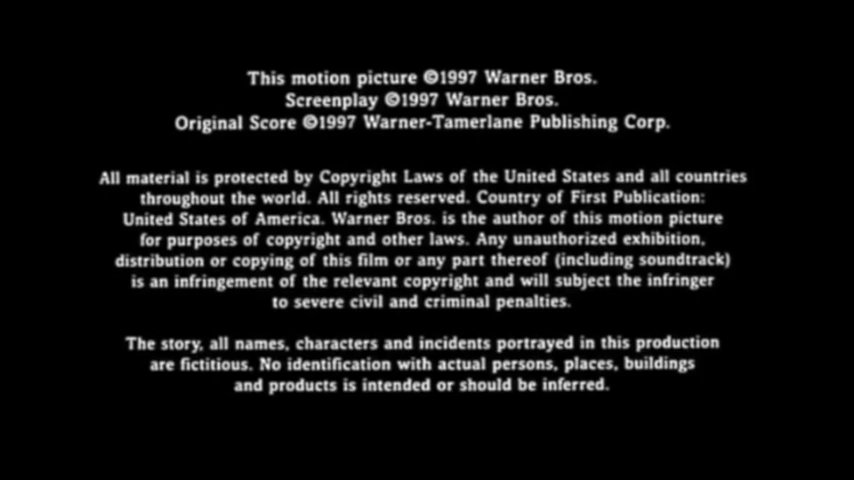 This motion picture ©1997 Warner Bros.
Screenplay ©1997 Warner Bros.
Original Score ©1997 Warner-Tamerlane Publishing Corp.
All material is protected by Copyright Laws of the United States and all countries
throughout the world. All rights reserved. Country of First Publication:
United States of America. Warner Bros. is the author of this motion picture
for purposes of copyright and other laws. Any unauthorized exhibition,
distribution or copying of this film or any part thereof (including soundtrack)
is an infringement of the relevant copyright and will subject the infringer
to severe civil and criminal penalties.
The story, all names, characters and incidents portrayed in this production
are fictitious. No identification with actual persons, places, buildings
and products is intended or should be inferred.